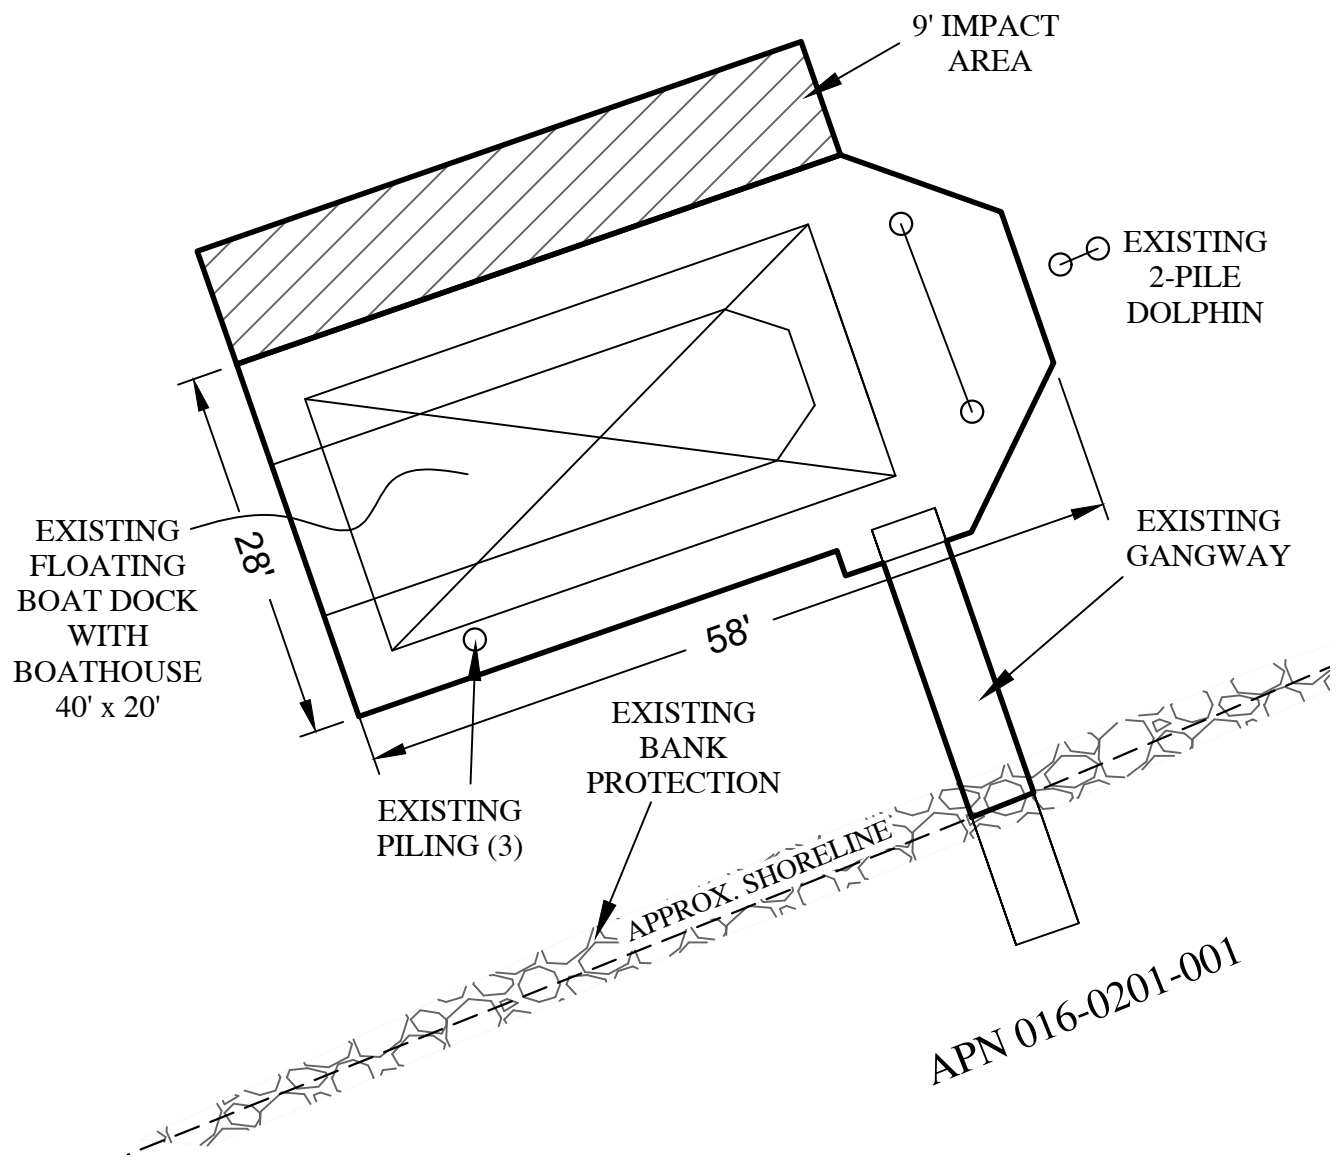 9' IMPACT
AREA
EXISTING
2-PILE
DOLPHIN
EXISTING
GANGWAY
EXISTING
FLOATING
BOAT DOCK
WITH
BOATHOUSE
40' x 20'
28'
58'
EXISTING
BANK
PROTECTION
EXISTING
PILING (3)
APPROX. SHORELINE
APN 016-0201-001